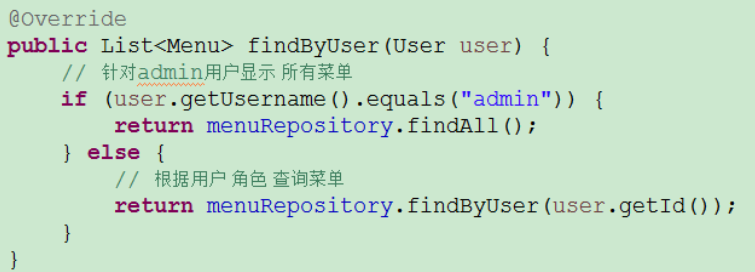 @Override
public List<Menu> findByUser(User user) {
    // 针对admin用户显示 所有菜单
    if (user.getUsername().equals("admin")) {
        return menuRepository.findAll();
    } else {
        // 根据用户 角色 查询菜单
        return menuRepository.findByUser(user.getId());
    }
}